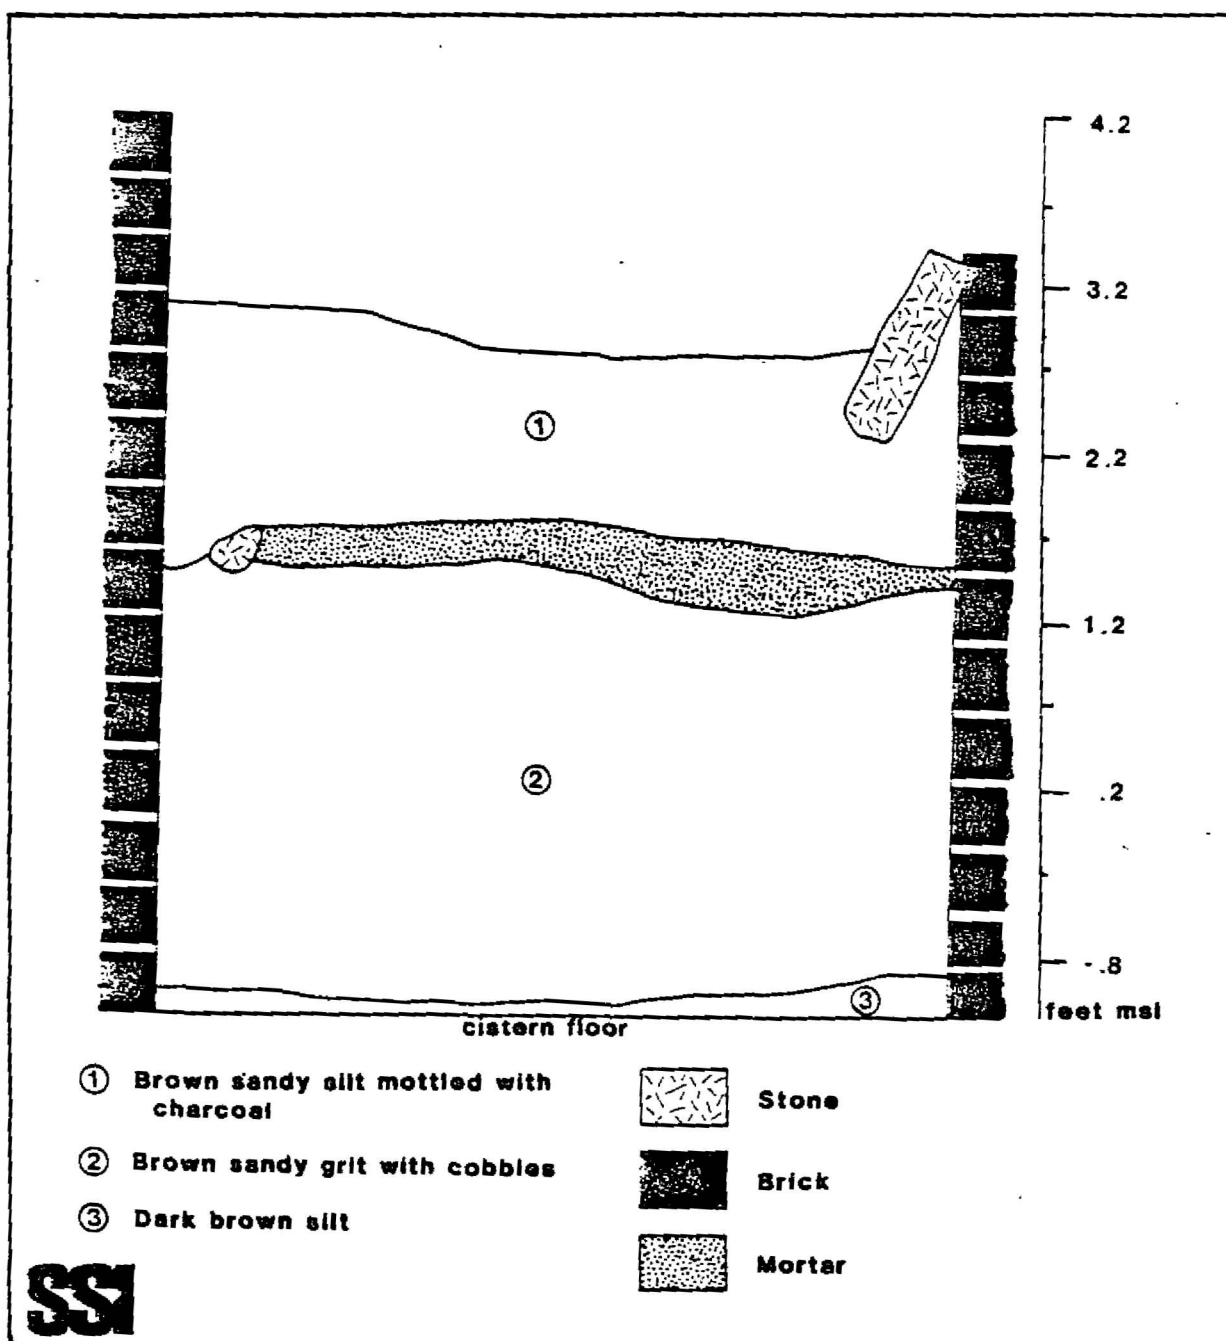 4.2
3.2
①
2.2
1.2
②
.2
-.8
③
feet msl
cistern floor
① Brown sandy silt mottled with
charcoal
② Brown sandy grit with cobbles
③ Dark brown silt
Stone
Brick
Mortar
SSI